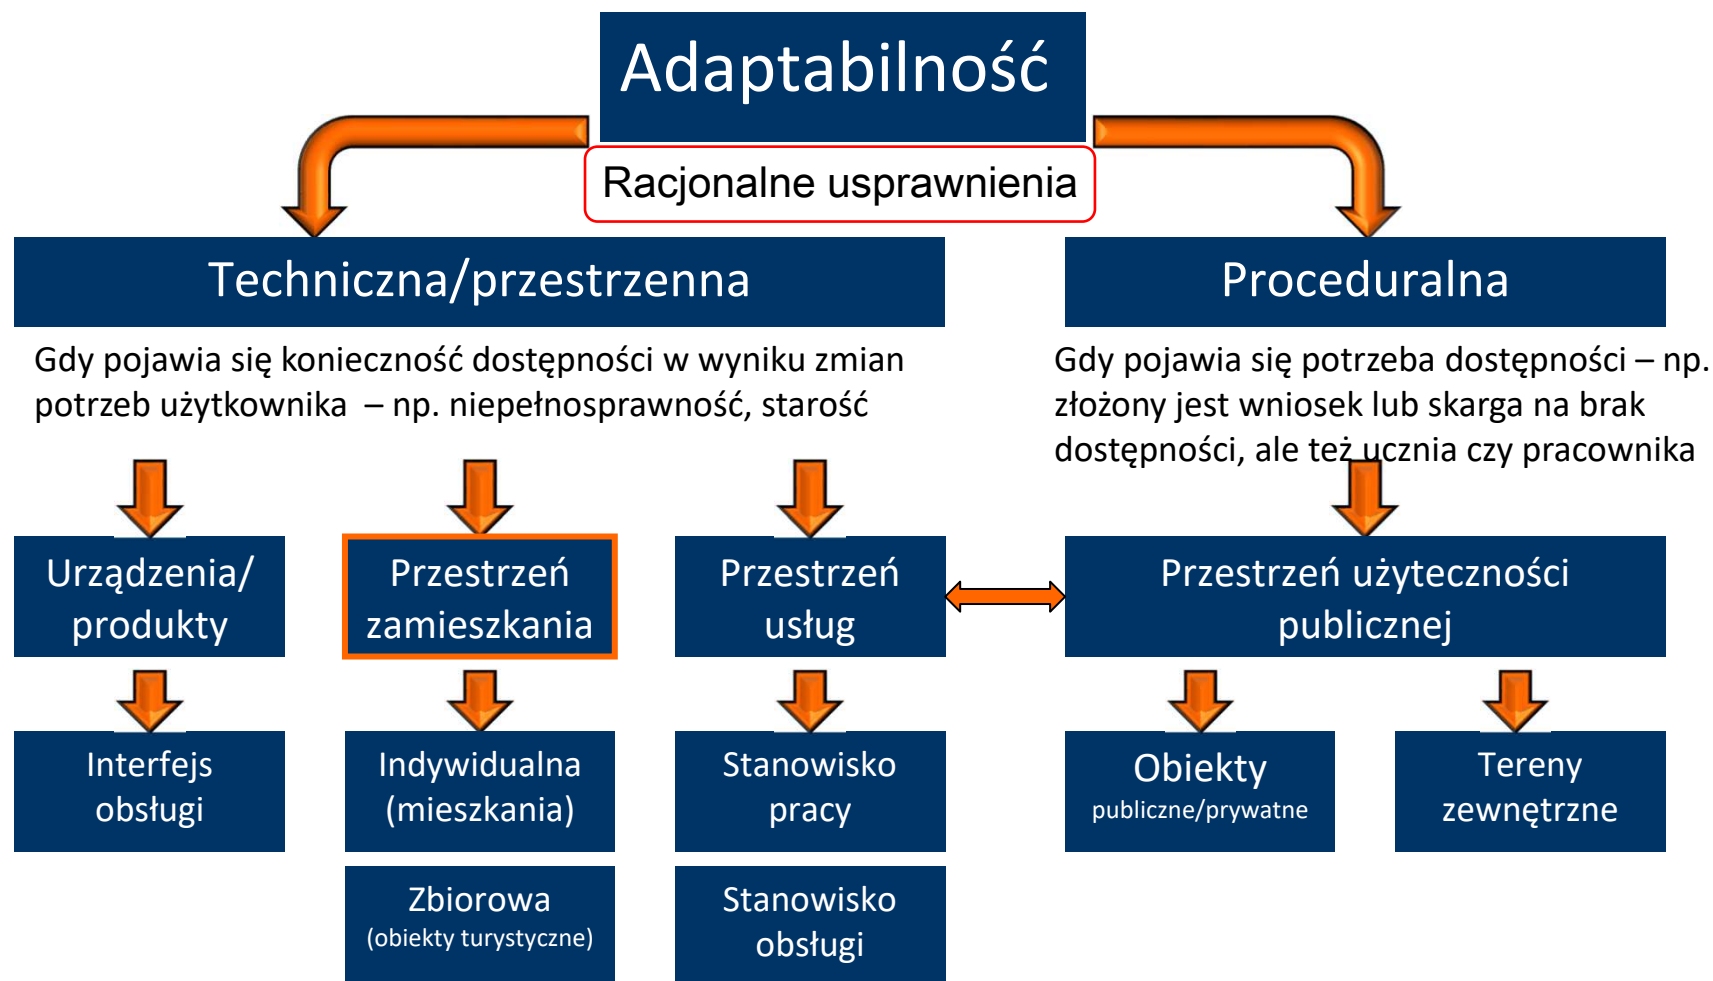 Adaptabilność
Racjonalne usprawnienia
Techniczna/przestrzenna
Gdy pojawia się konieczność dostępności w wyniku zmian
potrzeb użytkownika – np. niepełnosprawność, starość
Proceduralna
Gdy pojawia się potrzeba dostępności – np.
złożony jest wniosek lub skarga na brak
dostępności, ale też ucznia czy pracownika
Urządzenia/
produkty
Przestrzeń
zamieszkania
Przestrzeń
usług
Przestrzeń użyteczności
publicznej
Interfejs
obsługi
Indywidualna
(mieszkania)
Stanowisko
pracy
Obiekty
publiczne/prywatne
Tereny
zewnętrzne
Zbiorowa
(obiekty turystyczne)
Stanowisko
obsługi